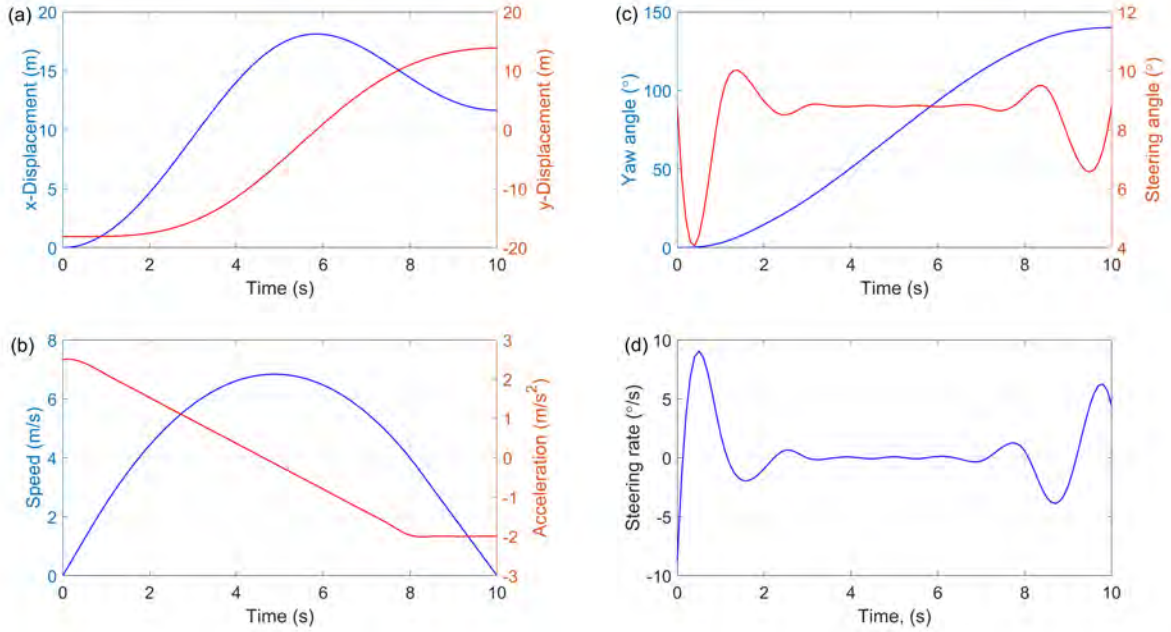 (a)
20
15
10
5
0
x-Displacement (m)
20
10
0
-10
-20
y-Displacement (m)
0 2 4 6 8 10
Time (s)
(c)
150
100
50
0
Yaw angle (°)
12
10
8
6
4
Steering angle (°)
0 2 4 6 8 10
Time (s)
(b)
8
6
4
2
0
Speed (m/s)
3
2
1
0
-1
-2
-3
Acceleration (m/s²)
0 2 4 6 8 10
Time (s)
(d)
10
5
0
-5
-10
Steering rate (°/s)
0 2 4 6 8 10
Time, (s)